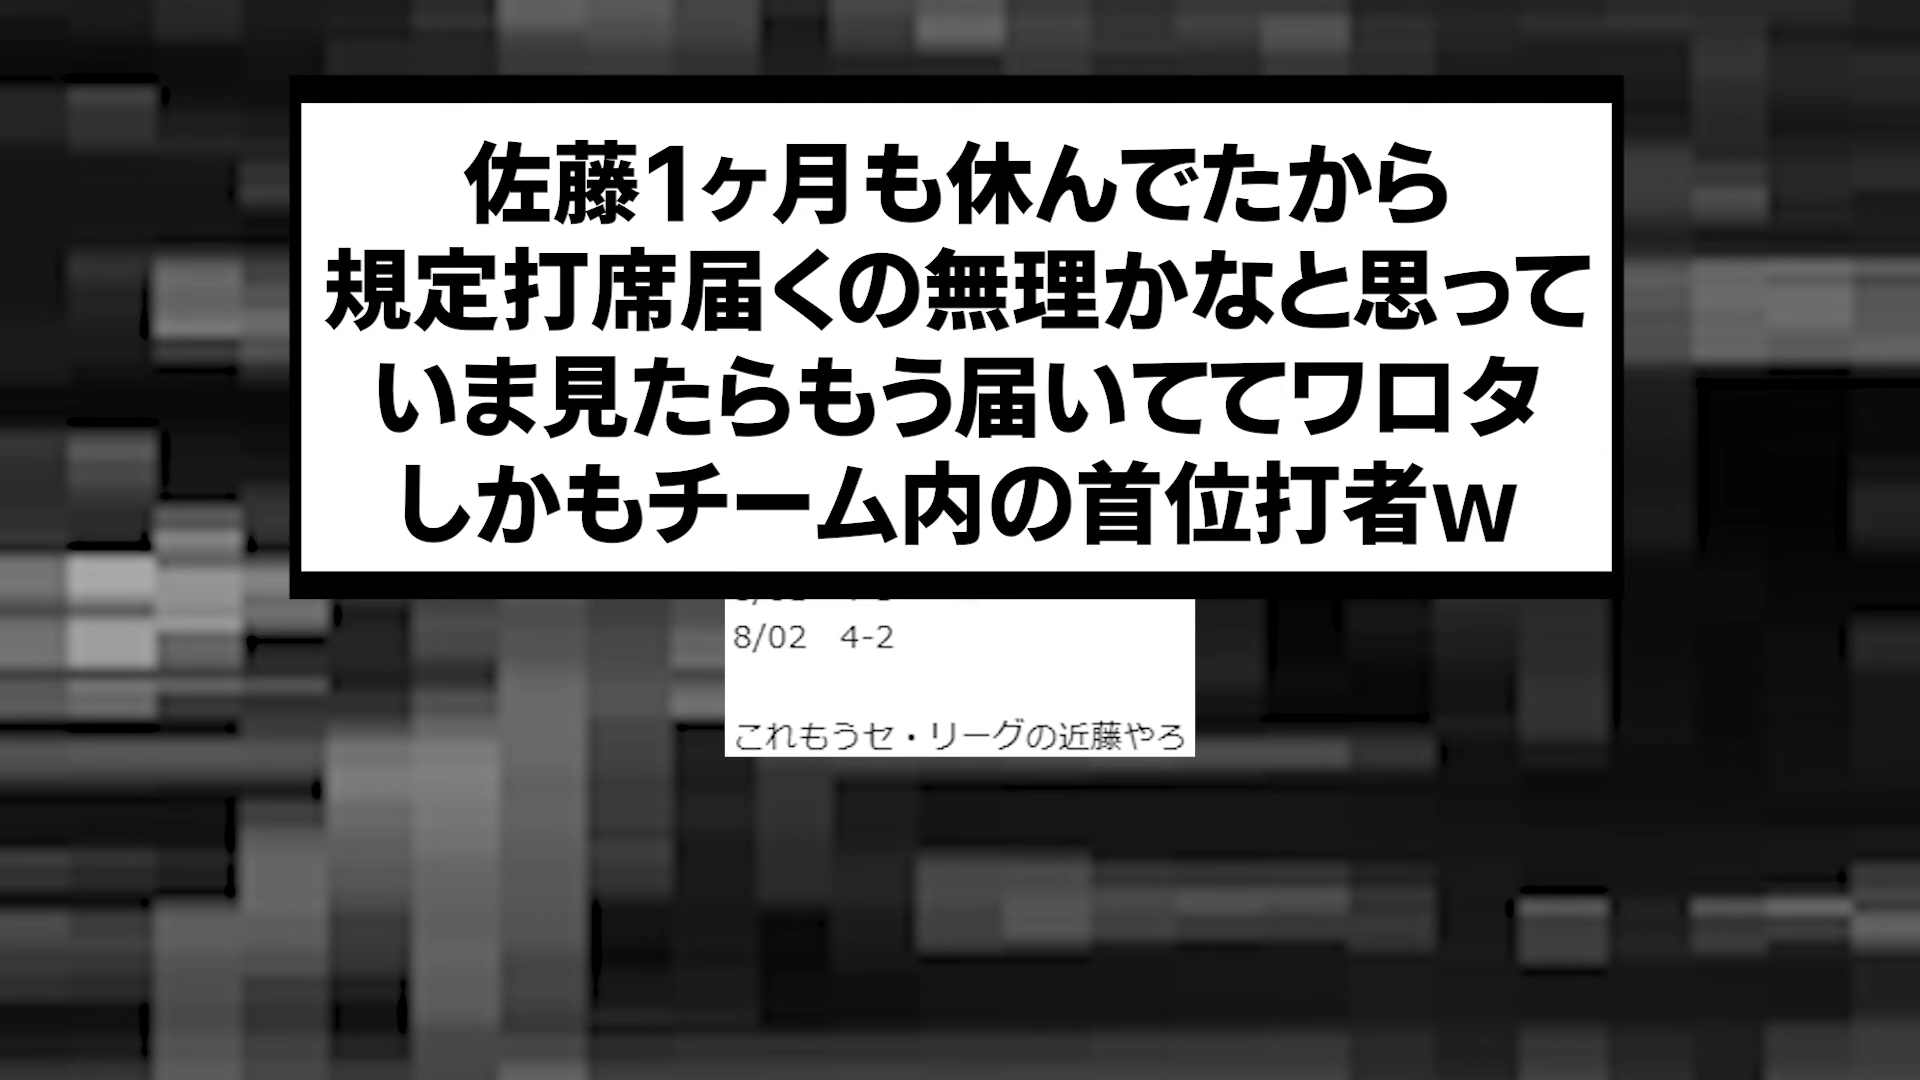 佐藤1ヶ月も休んでたから
規定打席届くの無理かなと思って
いま見たらもう届いててワロタ
しかもチーム内の首位打者w
8/02 4-2
これもうセ・リーグの近藤やろ